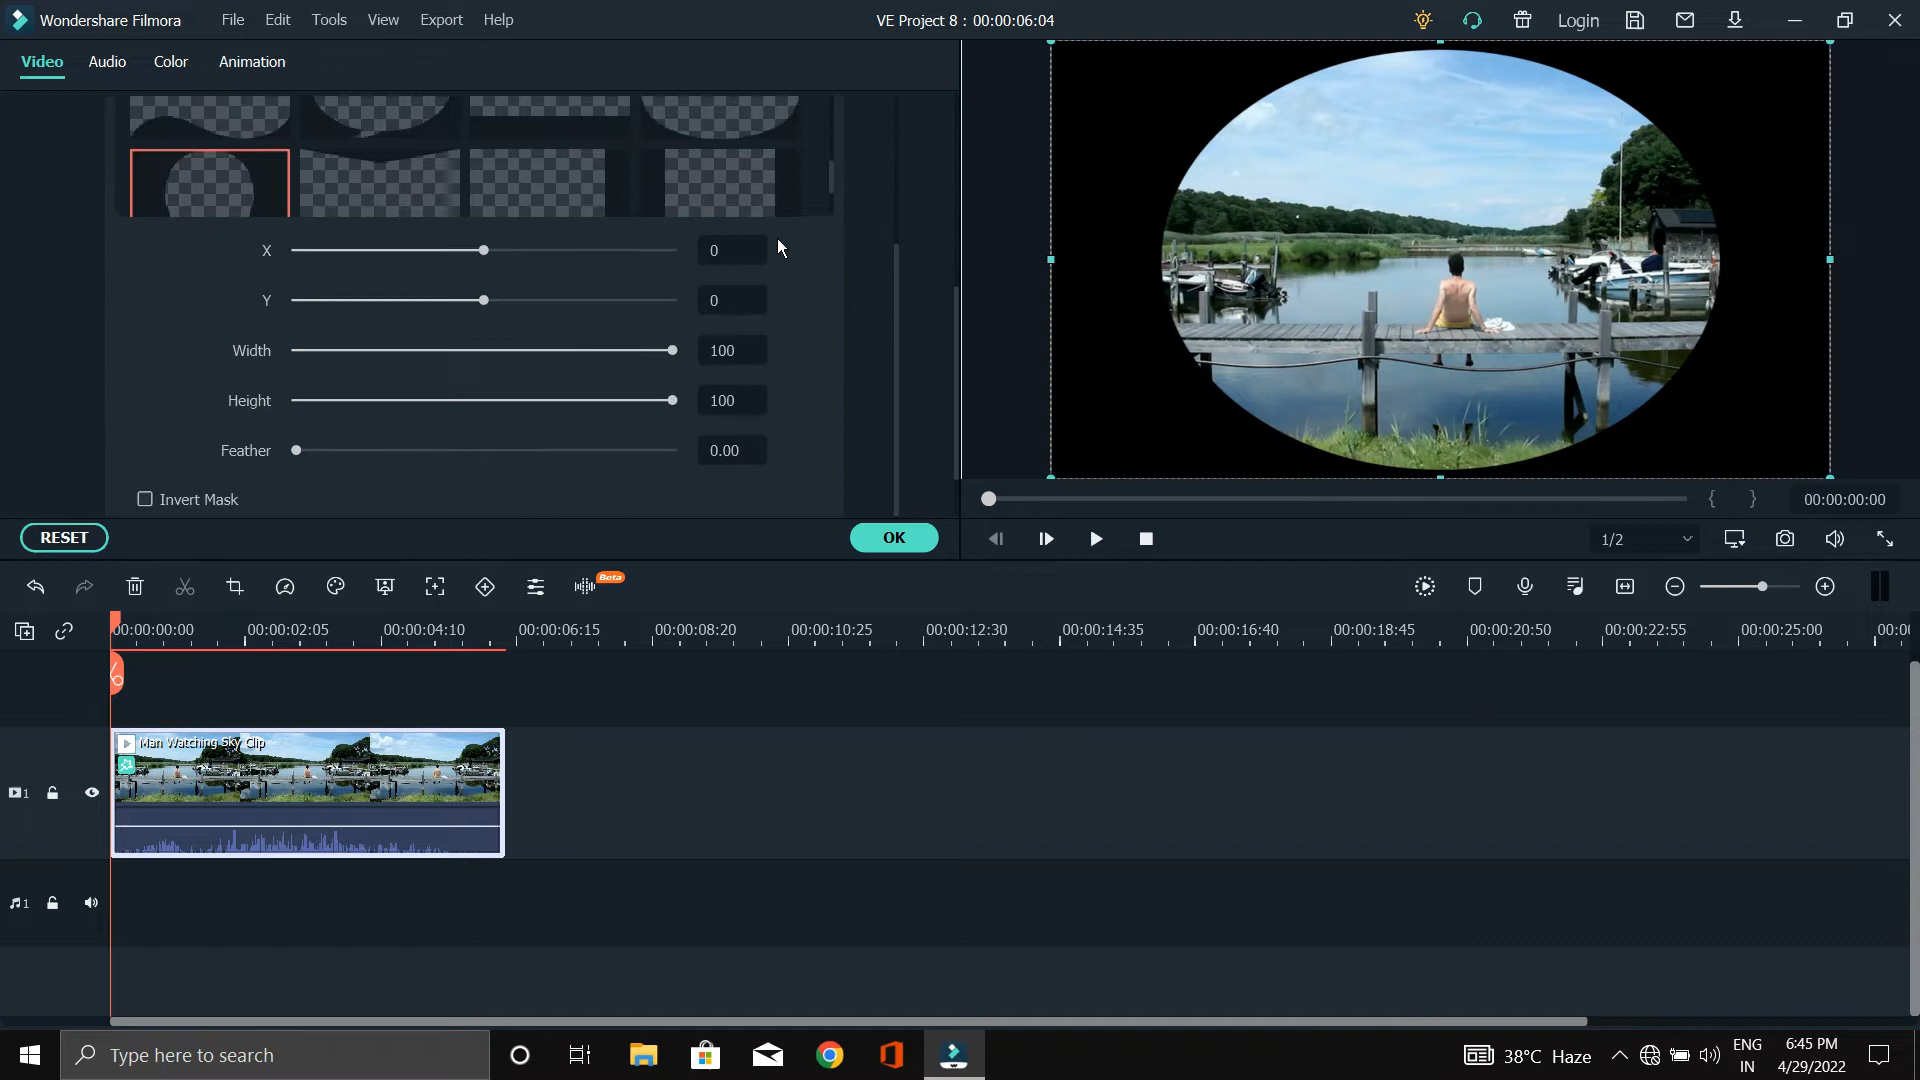 Wondershare Filmora File Edit Tools View Export Help VE Project 8 : 00:00:06:04 Login
Video Audio Color Animation
X 0
Y 0
Width 100
Height 100
Feather 0.00
Invert Mask
{ } 00:00:00:00
RESET OK 1/2
Beta
00:00:00:00 00:00:02:05 00:00:04:10 00:00:06:15 00:00:08:20 00:00:10:25 00:00:12:30 00:00:14:35 00:00:16:40 00:00:18:45 00:00:20:50 00:00:22:55 00:00:25:00 00:00
Man Watching Sky Clip
1
1
Type here to search 38°C Haze ENG IN 6:45 PM 4/29/2022